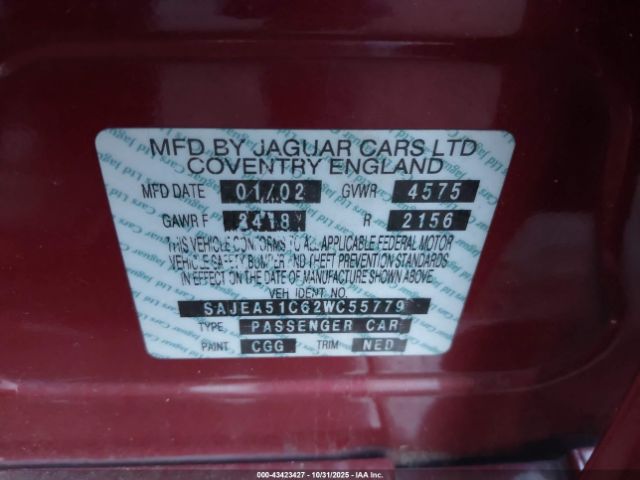 MFD BY JAGUAR CARS LTD
COVENTRY ENGLAND
MFD DATE 01/02 GVWR 4575
GAWR F 2418 R 2156
THIS VEHICLE CONFORMS TO ALL APPLICABLE FEDERAL MOTOR
VEHICLE SAFETY BUMPER AND THEFT PREVENTION STANDARDS
IN EFFECT ON THE DATE OF MANUFACTURE SHOWN ABOVE.
VEH IDENT NO.
SAJEA51C62WC55779
TYPE PASSENGER CAR
PAINT CGG TRIM NED
000-43423427 - 10/31/2025 - IAA Inc.